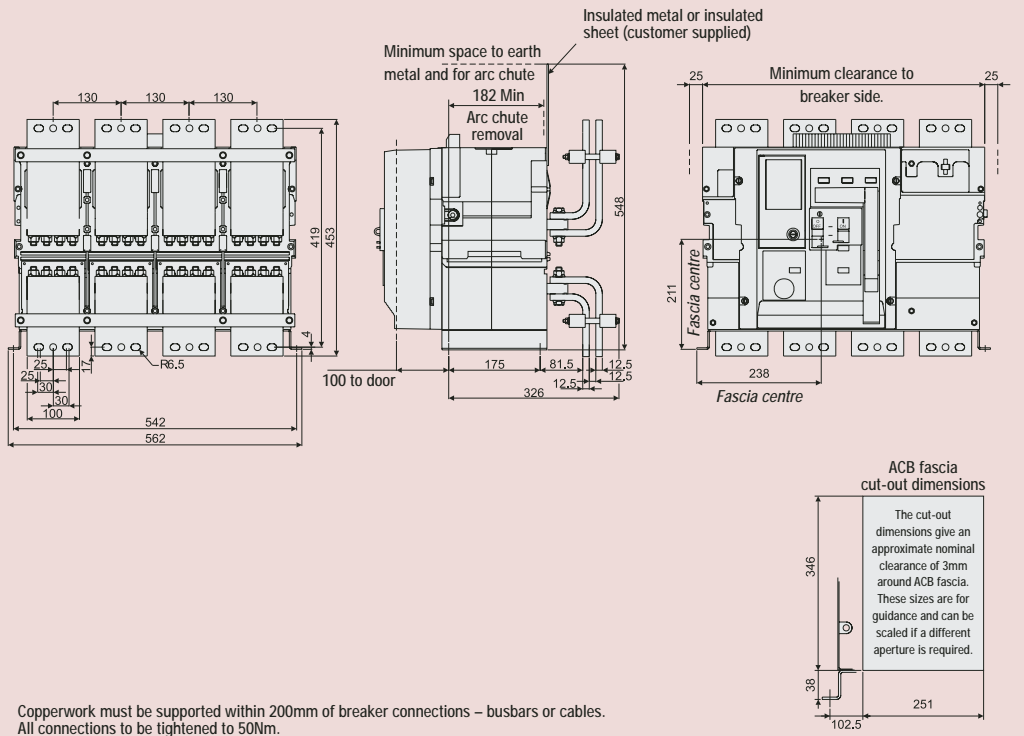 Insulated metal or insulated
sheet (customer supplied)
Minimum space to earth
metal and for arc chute
182 Min
Arc chute
removal
25
Minimum clearance to
breaker side.
25
130
130
130
419
453
548
211
Fascia centre
4
25
17
R6.5
25
30
30
100
542
562
100 to door
175
81.5
12.5
12.5
12.5
326
238
Fascia centre
ACB fascia
cut-out dimensions
The cut-out
dimensions give an
approximate nominal
clearance of 3mm
around ACB fascia.
These sizes are for
guidance and can be
scaled if a different
aperture is required.
346
38
102.5
251
Copperwork must be supported within 200mm of breaker connections – busbars or cables.
All connections to be tightened to 50Nm.